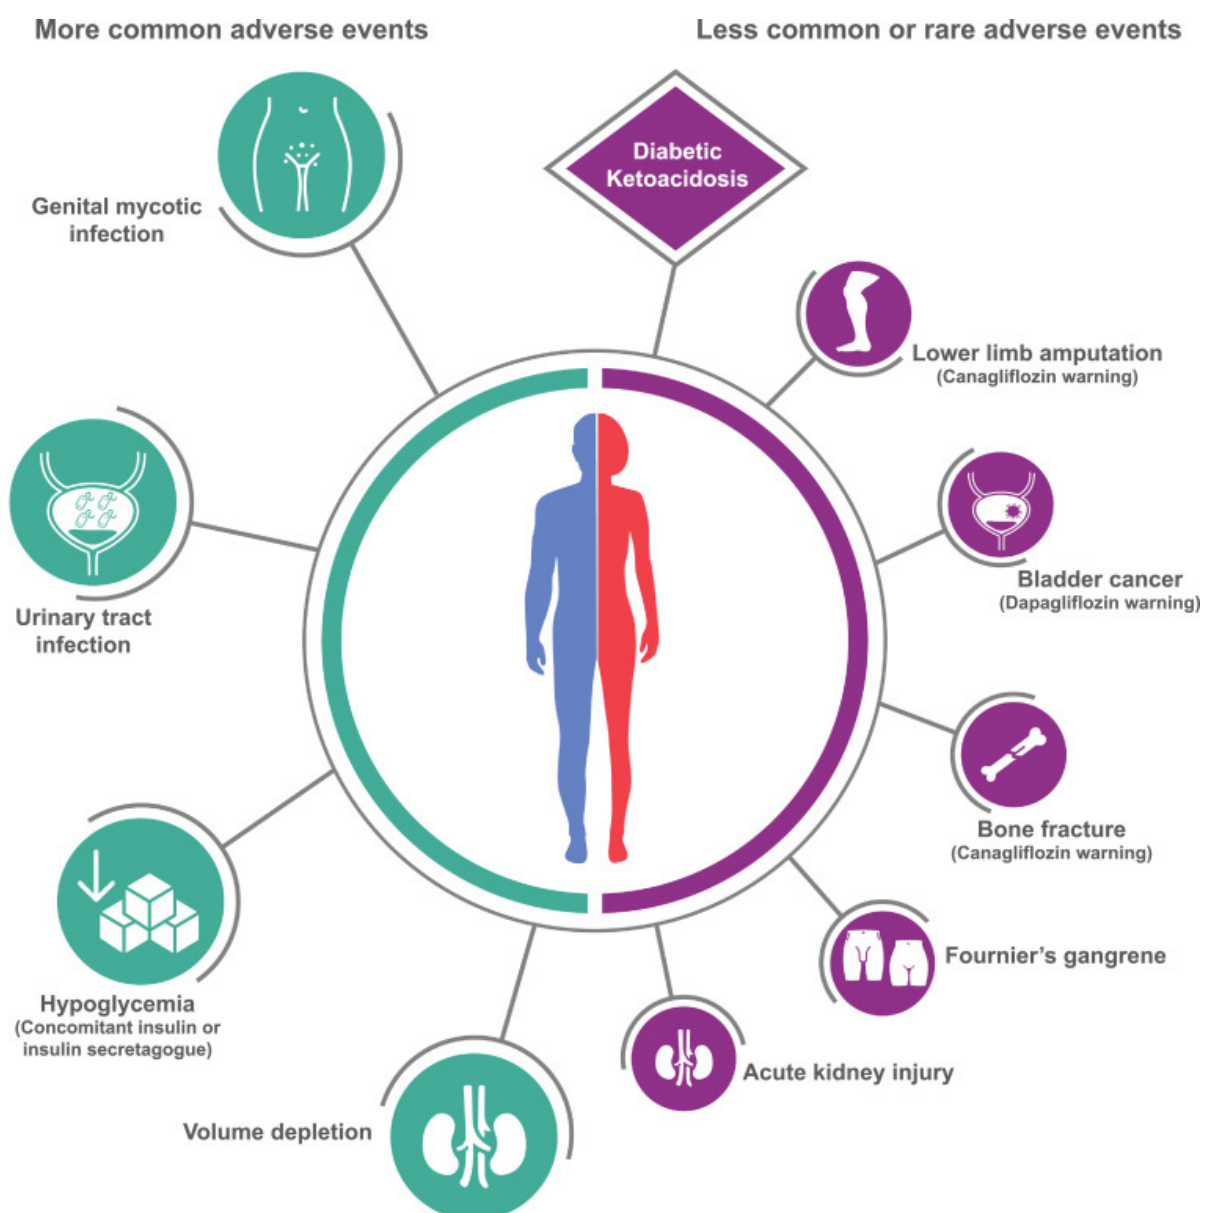 More common adverse events
Less common or rare adverse events
Genital mycotic
infection
Urinary tract
infection
Hypoglycemia
(Concomitant insulin or
insulin secretagogue)
Volume depletion
Diabetic
Ketoacidosis
Lower limb amputation
(Canagliflozin warning)
Bladder cancer
(Dapagliflozin warning)
Bone fracture
(Canagliflozin warning)
Fournier’s gangrene
Acute kidney injury